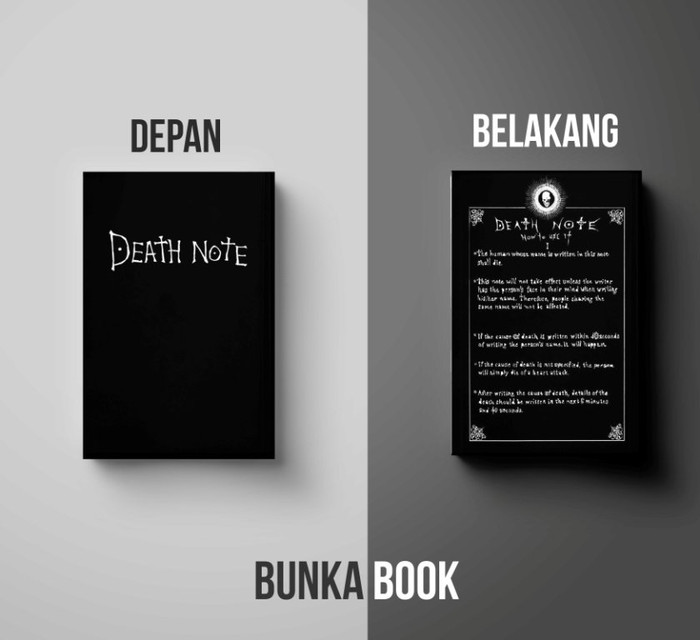 DEPAN
DEATH NOTE
BELAKANG
DEATH NOTE
HOW TO USE IT
I
*The human whose name is written in this note
shall die.
*This note will not take effect unless the writer
has the person's face in their mind when writing
his/her name. Therefore, people sharing the
same name will not be affected.
*If the cause of death is written within 40 seconds
of writing the person's name, it will happen.
*If the cause of death is not specified, the person
will simply die of a heart attack.
*After writing the cause of death, details of the
death should be written in the next 6 minutes
and 40 seconds.
BUNKA BOOK